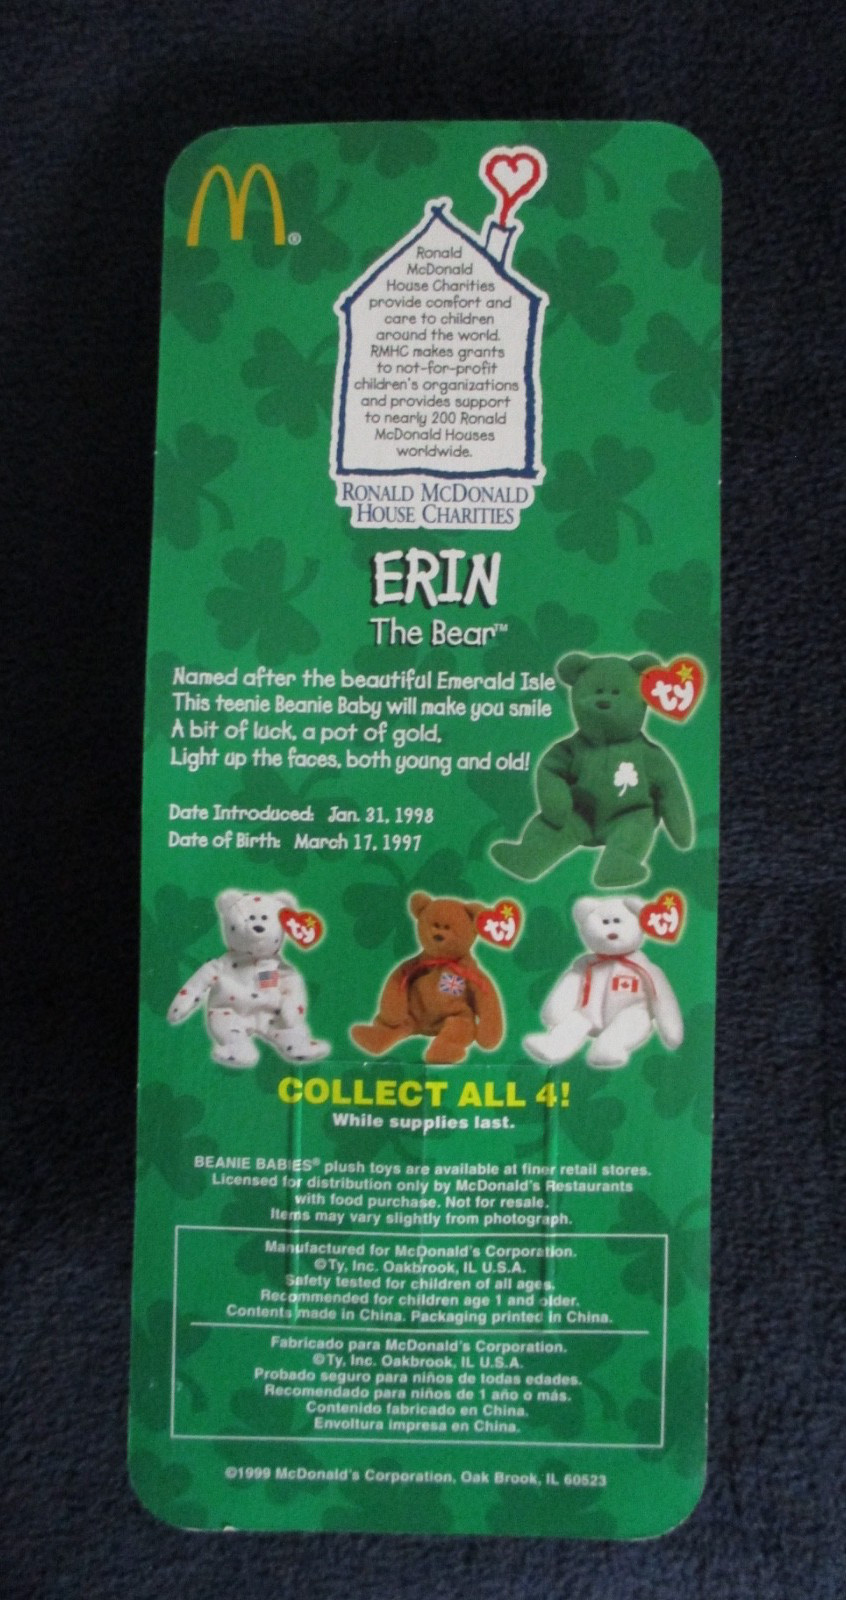 Ronald
McDonald
House Charities
provide comfort and
care to children
around the world.
RMHC makes grants
to not-for-profit
children's organizations
and provides support
to nearly 200 Ronald
McDonald Houses
worldwide.
RONALD MCDONALD
HOUSE CHARITIES
ERIN
The Bear™
Named after the beautiful Emerald Isle
This teenie Beanie Baby will make you smile
A bit of luck, a pot of gold,
Light up the faces, both young and old!
ty
Date Introduced: Jan. 31, 1998
Date of Birth: March 17, 1997
ty
ty
ty
COLLECT ALL 4!
While supplies last.
BEANIE BABIES® plush toys are available at finer retail stores.
Licensed for distribution only by McDonald's Restaurants
with food purchase. Not for resale.
Items may vary slightly from photograph.
Manufactured for McDonald's Corporation.
©Ty, Inc. Oakbrook, IL U.S.A.
Safety tested for children of all ages.
Recommended for children age 1 and older.
Contents made in China. Packaging printed in China.
Fabricado para McDonald's Corporation.
©Ty, Inc. Oakbrook, IL U.S.A.
Probado seguro para niños de todas edades.
Recomendado para niños de 1 año o más.
Contenido fabricado en China.
Envoltura impresa en China.
©1999 McDonald's Corporation, Oak Brook, IL 60523